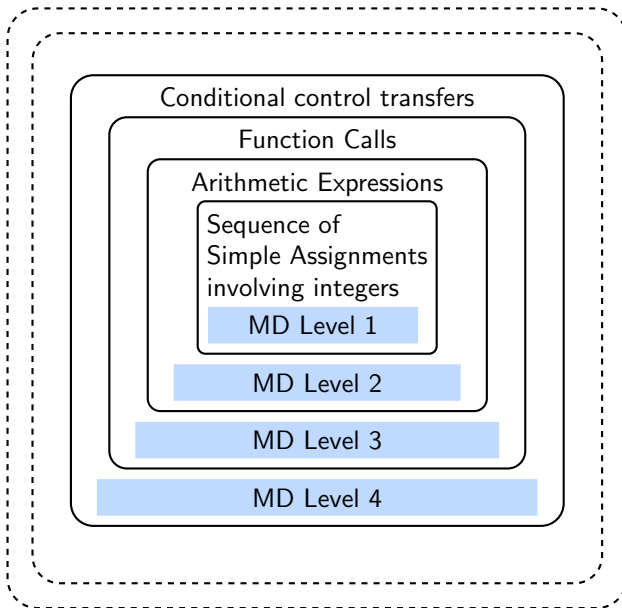 Conditional control transfers
Function Calls
Arithmetic Expressions
Sequence of
Simple Assignments
involving integers
MD Level 1
MD Level 2
MD Level 3
MD Level 4